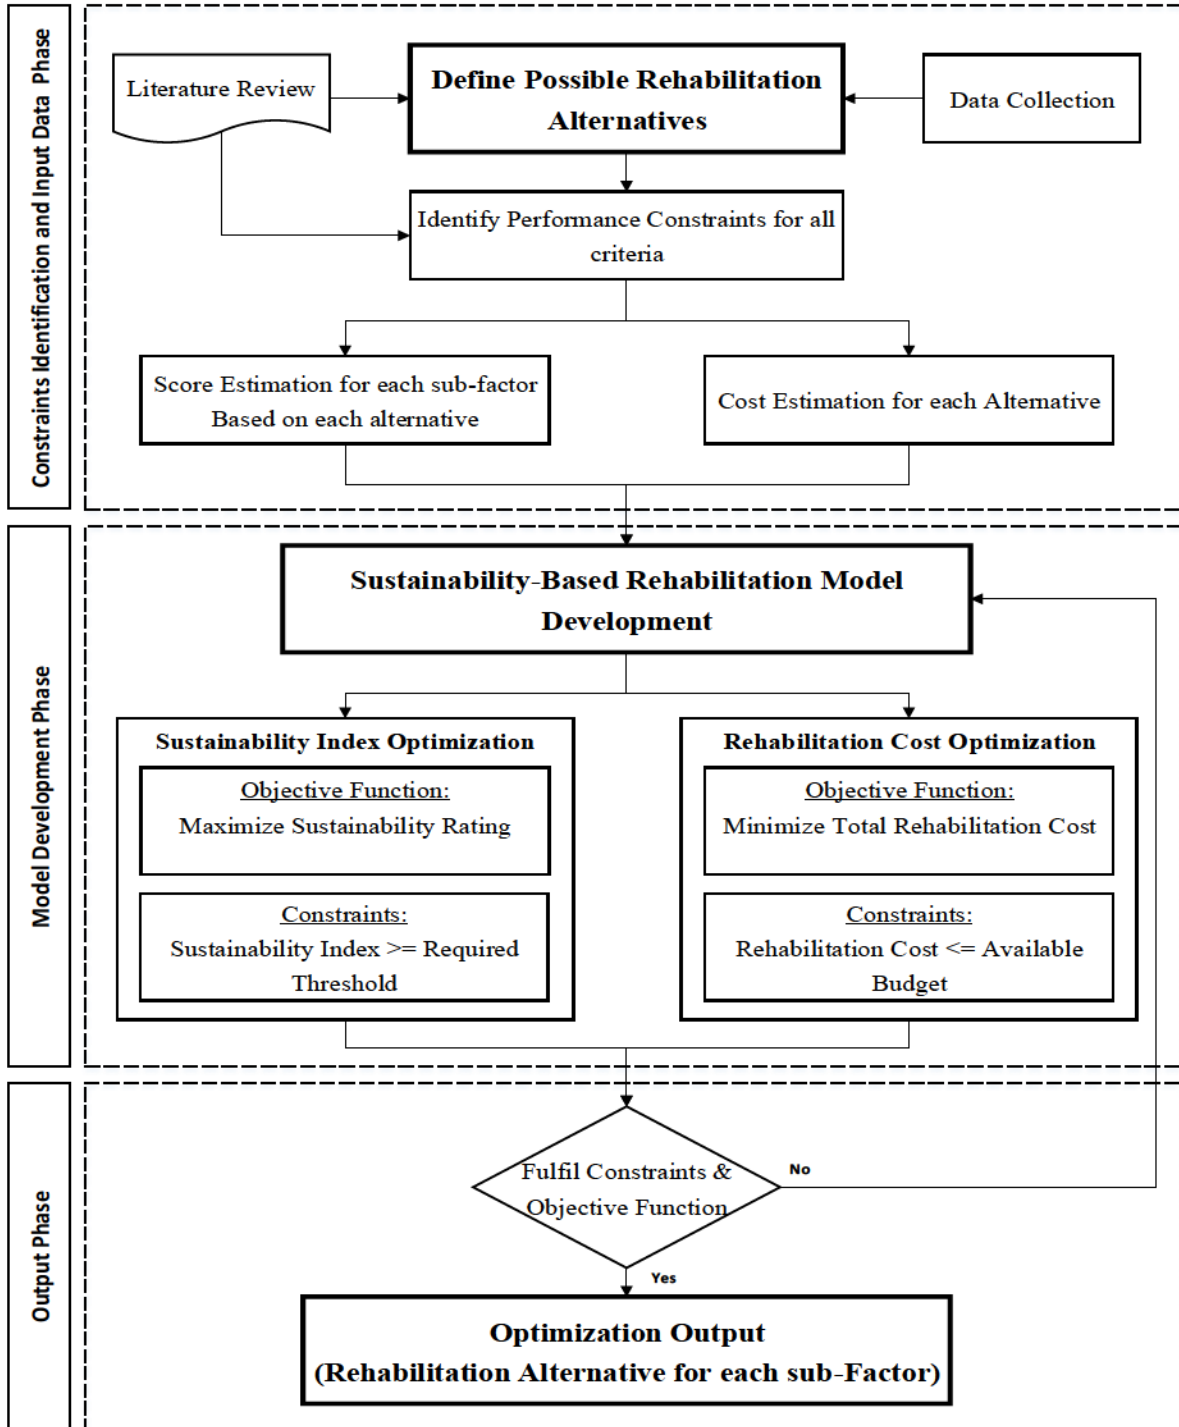 Constraints Identification and Input Data Phase
Literature Review
Define Possible Rehabilitation
Alternatives
Data Collection
Identify Performance Constraints for all
criteria
Score Estimation for each sub-factor
Based on each alternative
Cost Estimation for each Alternative
Model Development Phase
Sustainability-Based Rehabilitation Model
Development
Sustainability Index Optimization
Objective Function:
Maximize Sustainability Rating
Constraints:
Sustainability Index >= Required
Threshold
Rehabilitation Cost Optimization
Objective Function:
Minimize Total Rehabilitation Cost
Constraints:
Rehabilitation Cost <= Available
Budget
Output Phase
Fulfil Constraints &
Objective Function
No
Yes
Optimization Output
(Rehabilitation Alternative for each sub-Factor)